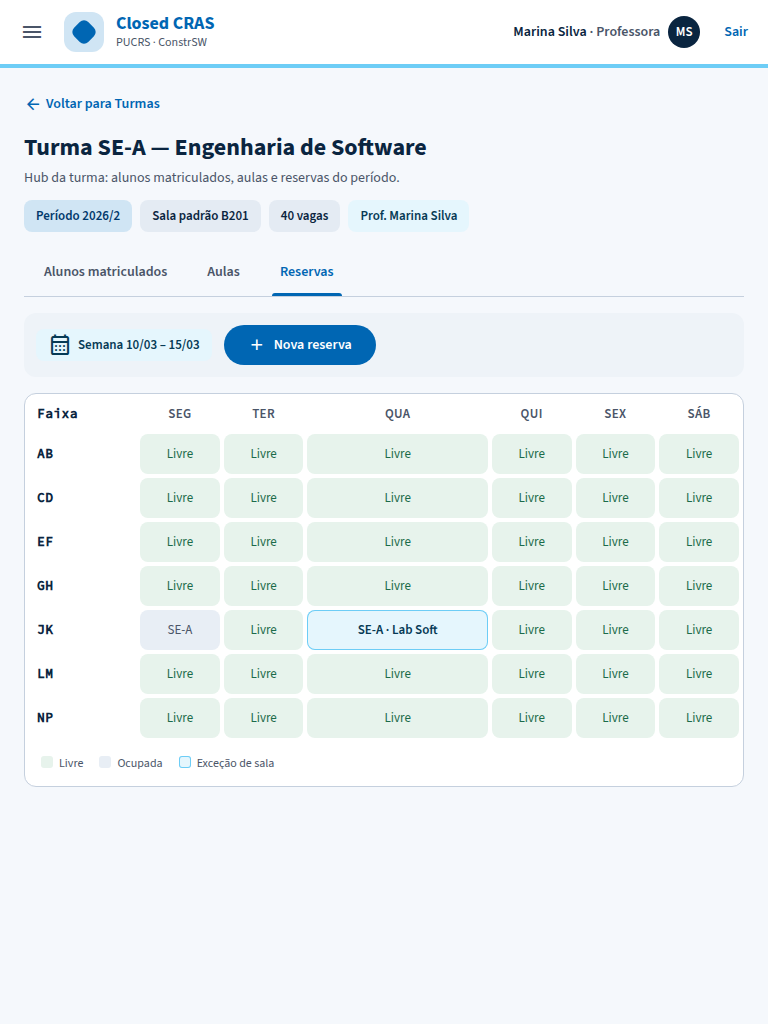 Closed CRAS
PUCRS · ConstrSW
Marina Silva · Professora
MS
Sair
Voltar para Turmas
Turma SE-A — Engenharia de Software
Hub da turma: alunos matriculados, aulas e reservas do período.
Período 2026/2
Sala padrão B201
40 vagas
Prof. Marina Silva
Alunos matriculados
Aulas
Reservas
Semana 10/03 – 15/03
Nova reserva
Faixa SEG TER QUA QUI SEX SÁB
AB Livre Livre Livre Livre Livre Livre
CD Livre Livre Livre Livre Livre Livre
EF Livre Livre Livre Livre Livre Livre
GH Livre Livre Livre Livre Livre Livre
JK SE-A Livre SE-A · Lab Soft Livre Livre Livre
LM Livre Livre Livre Livre Livre Livre
NP Livre Livre Livre Livre Livre Livre
Livre Ocupada Exceção de sala